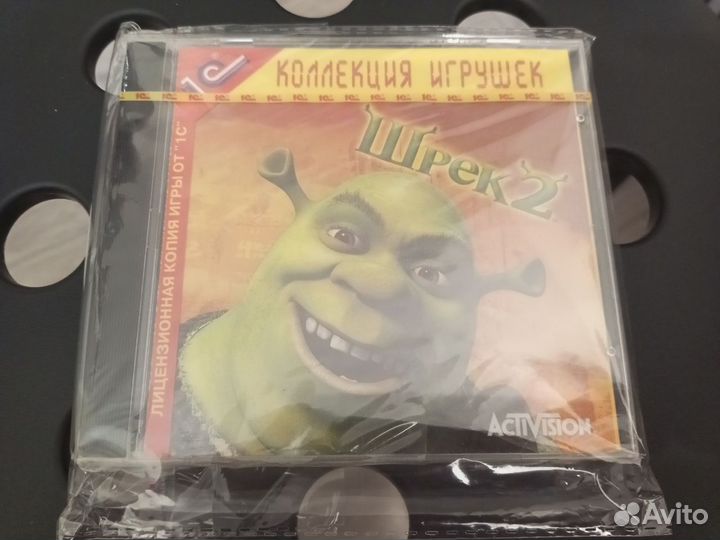 1С
КОЛЛЕКЦИЯ ИГРУШЕК
Шрек 2
ЛИЦЕНЗИОННАЯ КОПИЯ ИГРЫ ОТ "1С"
ACTIVISION
Avito